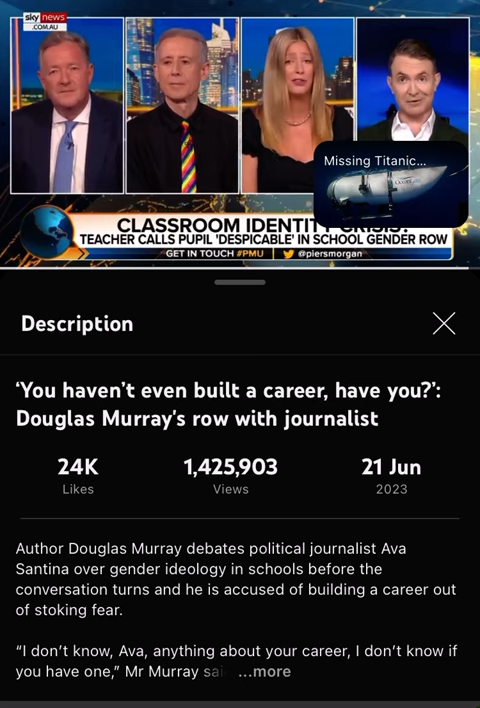 sky news
.COM.AU
Missing Titanic...
CLASSROOM IDENTITY CRISIS:
TEACHER CALLS PUPIL 'DESPICABLE' IN SCHOOL GENDER ROW
GET IN TOUCH #PMU @piersmorgan
Description
‘You haven’t even built a career, have you?’:
Douglas Murray's row with journalist
24K 1,425,903 21 Jun
Likes Views 2023
Author Douglas Murray debates political journalist Ava
Santina over gender ideology in schools before the
conversation turns and he is accused of building a career out
of stoking fear.
“I don’t know, Ava, anything about your career, I don’t know if
you have one,” Mr Murray said ...more